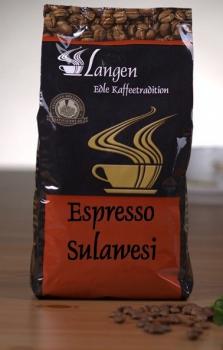 Langen
Edle Kaffeetradition
Espresso
Sulawesi